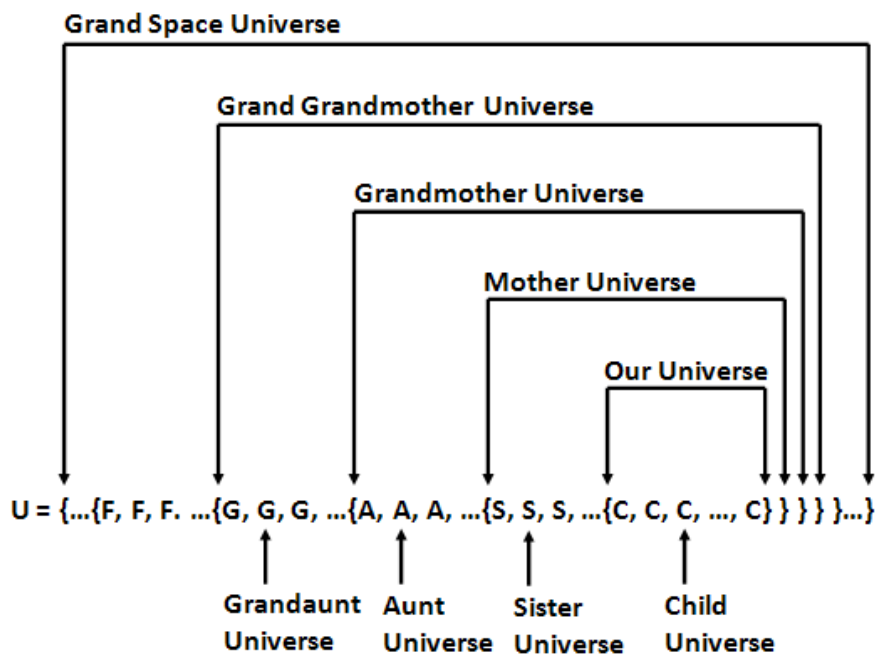 Grand Space Universe
Grand Grandmother Universe
Grandmother Universe
Mother Universe
Our Universe
U = {...{F, F, F. ...{G, G, G, ...{A, A, A, ...{S, S, S, ...{C, C, C, ..., C} } } } }...}
Grandaunt Universe
Aunt Universe
Sister Universe
Child Universe